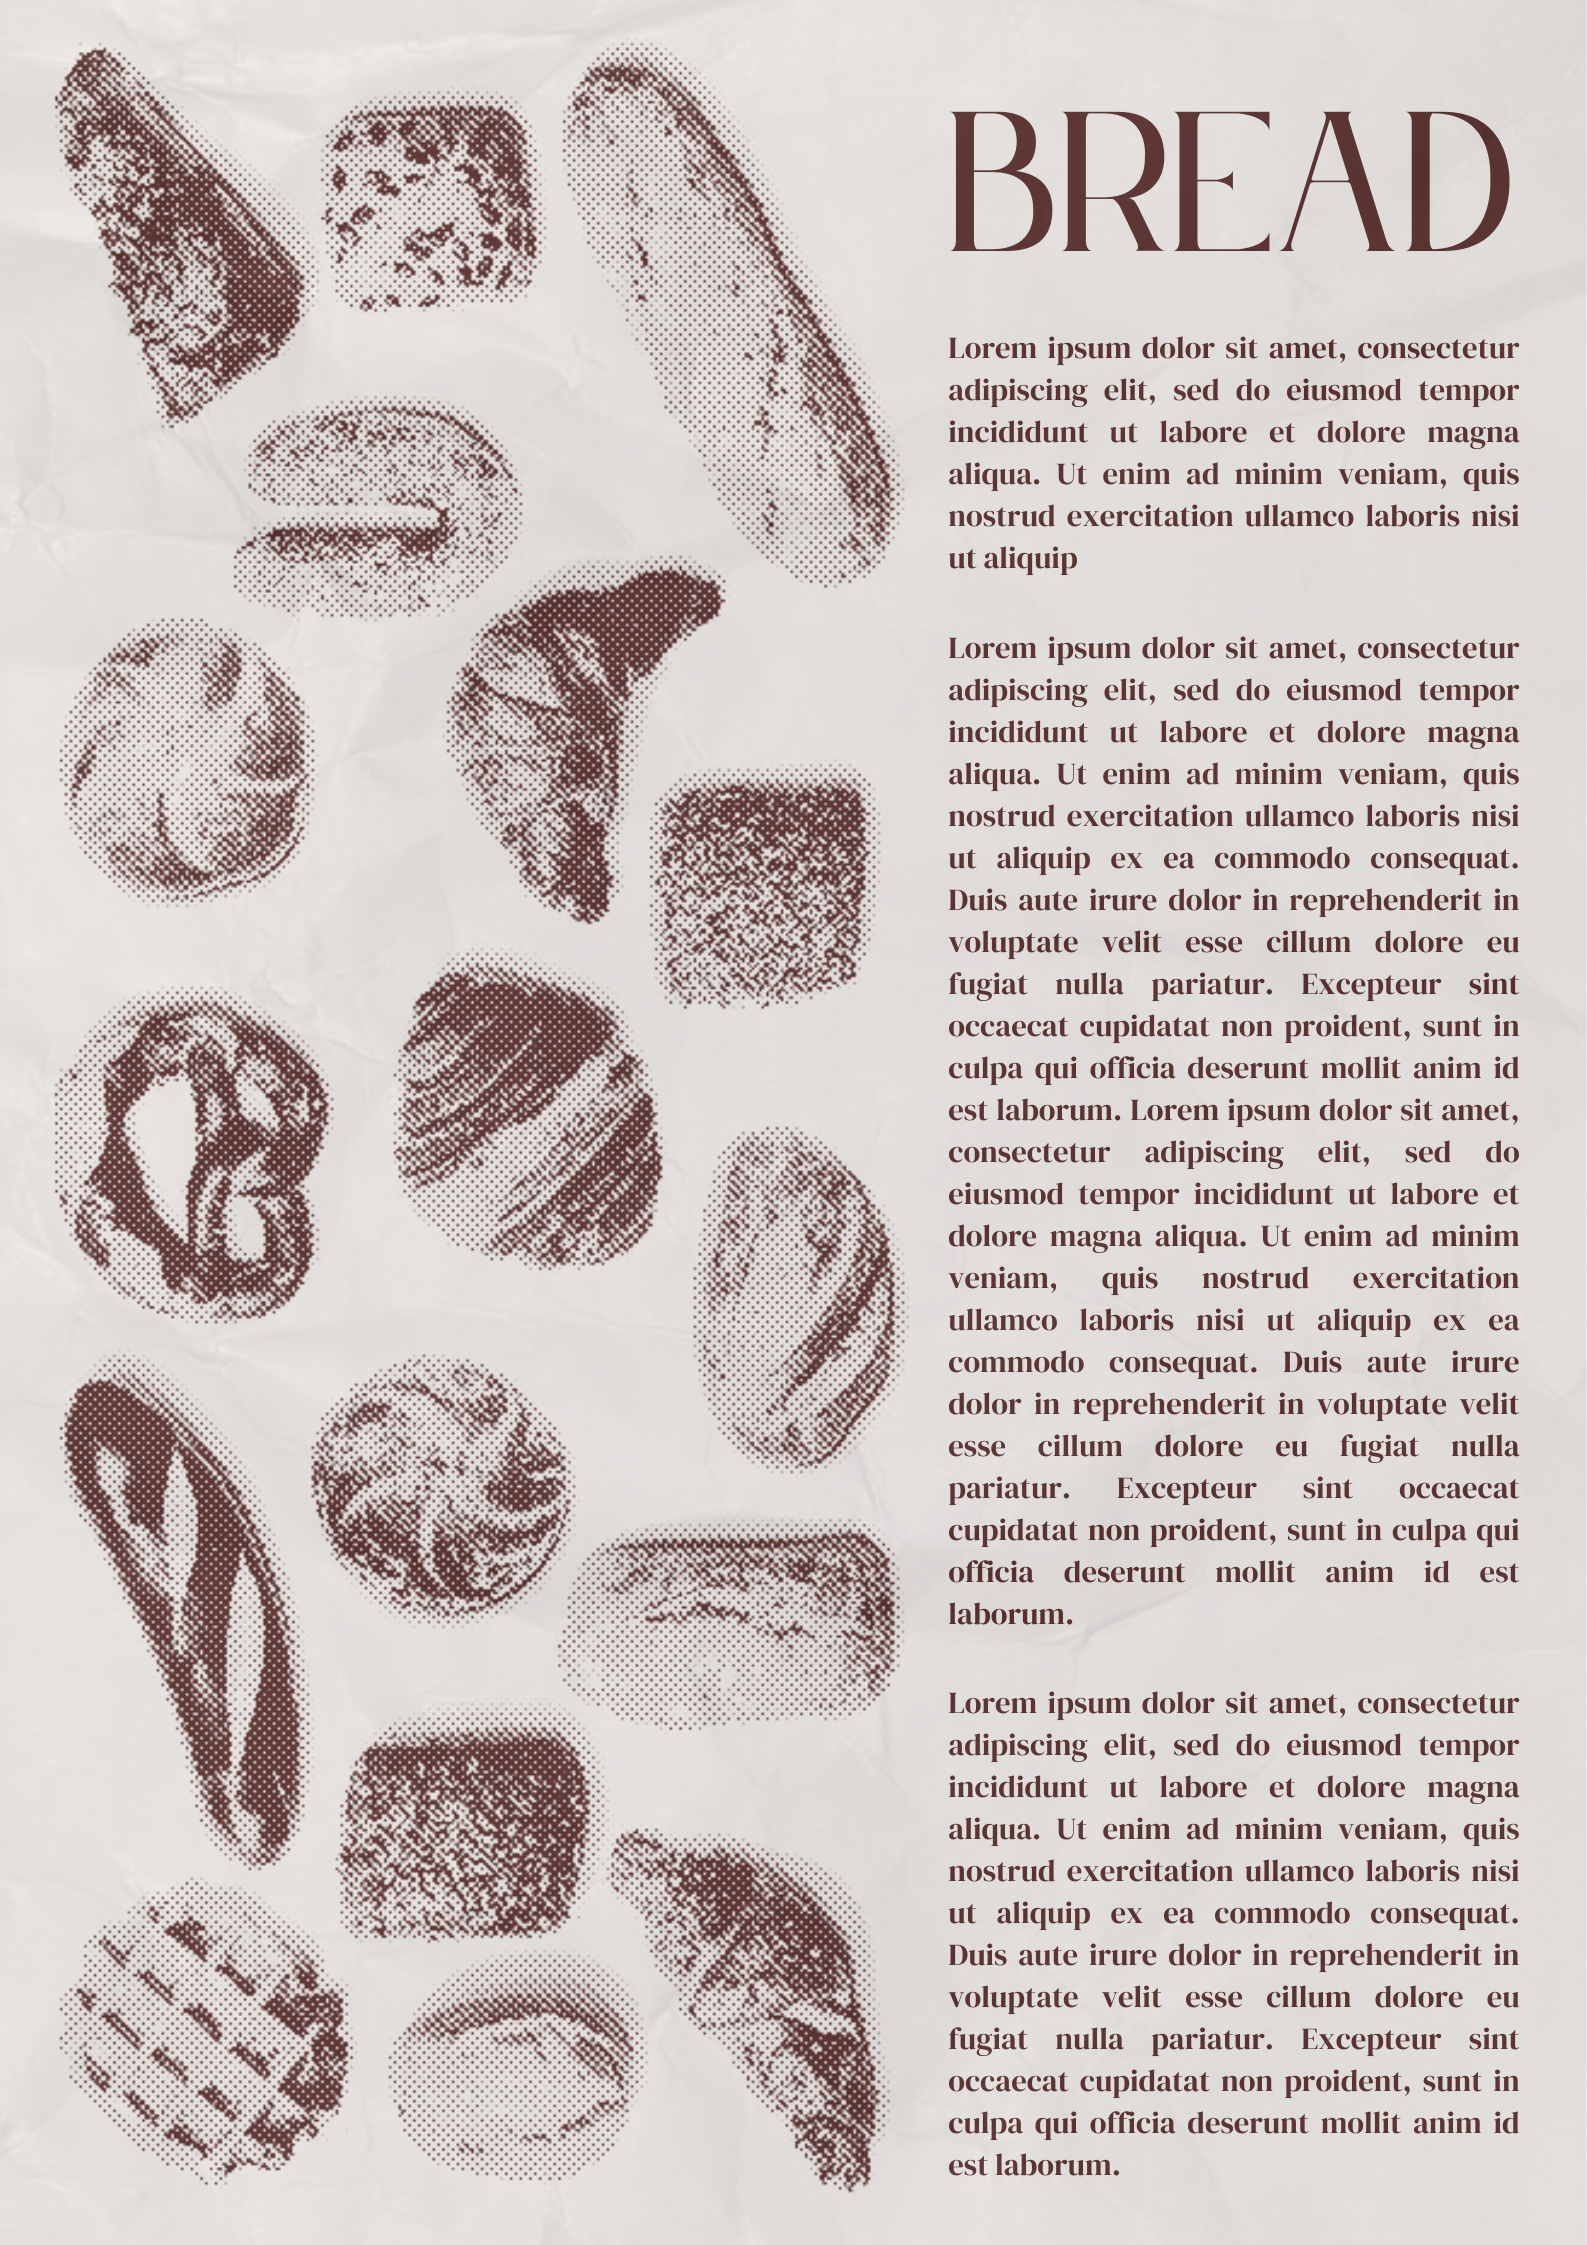 BREAD
Lorem ipsum dolor sit amet, consectetur
adipiscing elit, sed do eiusmod tempor
incididunt ut labore et dolore magna
aliqua. Ut enim ad minim veniam, quis
nostrud exercitation ullamco laboris nisi
ut aliquip
Lorem ipsum dolor sit amet, consectetur
adipiscing elit, sed do eiusmod tempor
incididunt ut labore et dolore magna
aliqua. Ut enim ad minim veniam, quis
nostrud exercitation ullamco laboris nisi
ut aliquip ex ea commodo consequat.
Duis aute irure dolor in reprehenderit in
voluptate velit esse cillum dolore eu
fugiat nulla pariatur. Excepteur sint
occaecat cupidatat non proident, sunt in
culpa qui officia deserunt mollit anim id
est laborum. Lorem ipsum dolor sit amet,
consectetur adipiscing elit, sed do
eiusmod tempor incididunt ut labore et
dolore magna aliqua. Ut enim ad minim
veniam, quis nostrud exercitation
ullamco laboris nisi ut aliquip ex ea
commodo consequat. Duis aute irure
dolor in reprehenderit in voluptate velit
esse cillum dolore eu fugiat nulla
pariatur. Excepteur sint occaecat
cupidatat non proident, sunt in culpa qui
officia deserunt mollit anim id est
laborum.
Lorem ipsum dolor sit amet, consectetur
adipiscing elit, sed do eiusmod tempor
incididunt ut labore et dolore magna
aliqua. Ut enim ad minim veniam, quis
nostrud exercitation ullamco laboris nisi
ut aliquip ex ea commodo consequat.
Duis aute irure dolor in reprehenderit in
voluptate velit esse cillum dolore eu
fugiat nulla pariatur. Excepteur sint
occaecat cupidatat non proident, sunt in
culpa qui officia deserunt mollit anim id
est laborum.